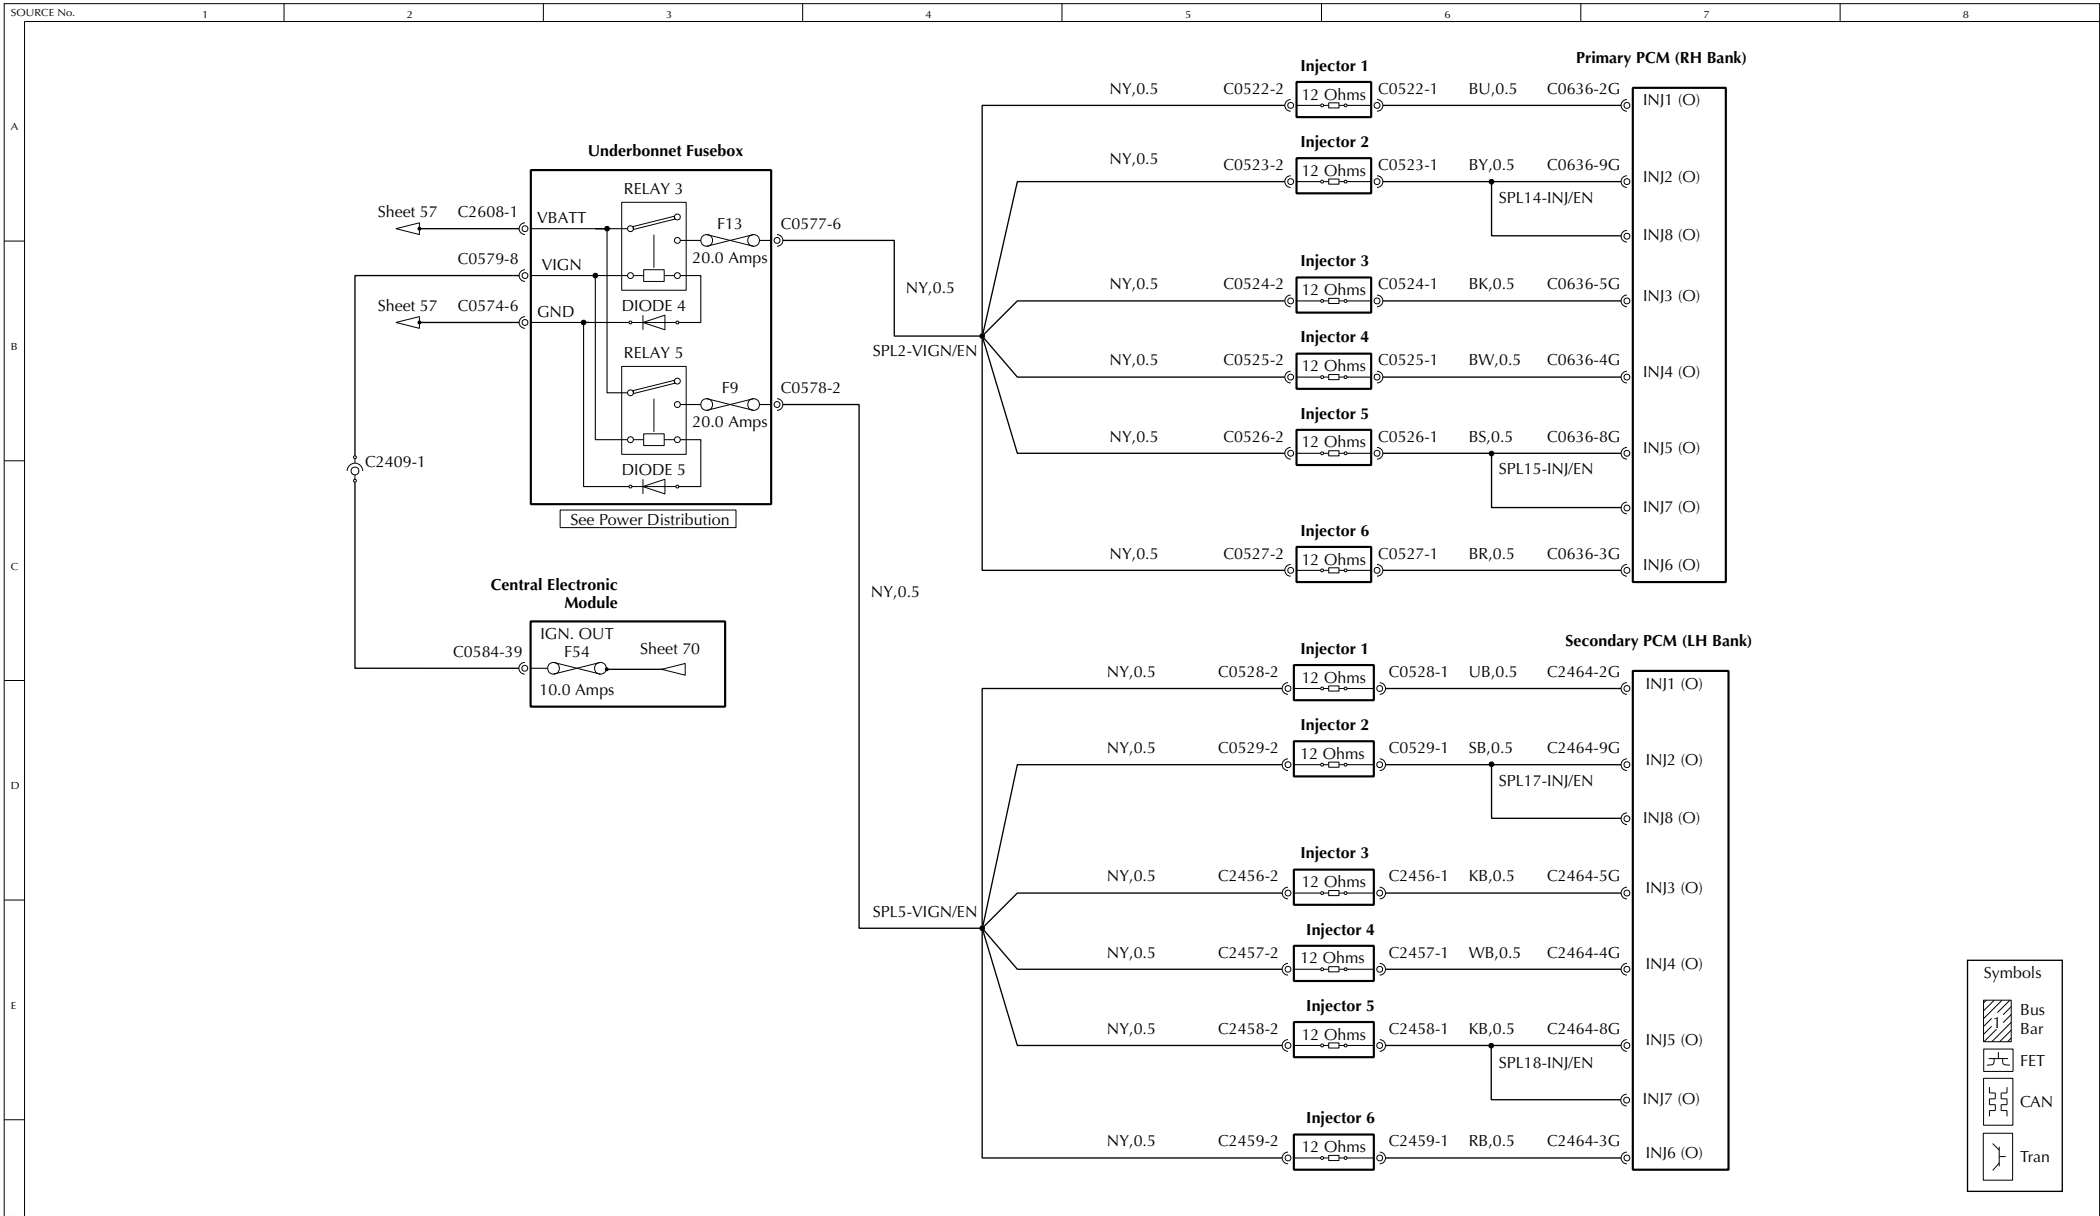 SOURCE No. 1 2 3 4 5 6 7 8
A
B
C
D
E
Underbonnet Fusebox
RELAY 3
Sheet 57 C2608-1 VBATT
F13
20.0 Amps
C0577-6
C0579-8 VIGN
Sheet 57 C0574-6 GND
DIODE 4
RELAY 5
F9
20.0 Amps
C0578-2
DIODE 5
See Power Distribution
C2409-1
Central Electronic
Module
IGN. OUT
C0584-39 F54 Sheet 70
10.0 Amps
NY,0.5
SPL2-VIGN/EN
NY,0.5
SPL5-VIGN/EN
Primary PCM (RH Bank)
Injector 1
NY,0.5 C0522-2 12 Ohms C0522-1 BU,0.5 C0636-2G INJ1 (O)
Injector 2
NY,0.5 C0523-2 12 Ohms C0523-1 BY,0.5 C0636-9G INJ2 (O)
SPL14-INJ/EN
INJ8 (O)
Injector 3
NY,0.5 C0524-2 12 Ohms C0524-1 BK,0.5 C0636-5G INJ3 (O)
Injector 4
NY,0.5 C0525-2 12 Ohms C0525-1 BW,0.5 C0636-4G INJ4 (O)
Injector 5
NY,0.5 C0526-2 12 Ohms C0526-1 BS,0.5 C0636-8G INJ5 (O)
SPL15-INJ/EN
INJ7 (O)
Injector 6
NY,0.5 C0527-2 12 Ohms C0527-1 BR,0.5 C0636-3G INJ6 (O)
Secondary PCM (LH Bank)
Injector 1
NY,0.5 C0528-2 12 Ohms C0528-1 UB,0.5 C2464-2G INJ1 (O)
Injector 2
NY,0.5 C0529-2 12 Ohms C0529-1 SB,0.5 C2464-9G INJ2 (O)
SPL17-INJ/EN
INJ8 (O)
Injector 3
NY,0.5 C2456-2 12 Ohms C2456-1 KB,0.5 C2464-5G INJ3 (O)
Injector 4
NY,0.5 C2457-2 12 Ohms C2457-1 WB,0.5 C2464-4G INJ4 (O)
Injector 5
NY,0.5 C2458-2 12 Ohms C2458-1 KB,0.5 C2464-8G INJ5 (O)
SPL18-INJ/EN
INJ7 (O)
Injector 6
NY,0.5 C2459-2 12 Ohms C2459-1 RB,0.5 C2464-3G INJ6 (O)
Symbols
1 Bus
Bar
FET
CAN
Tran